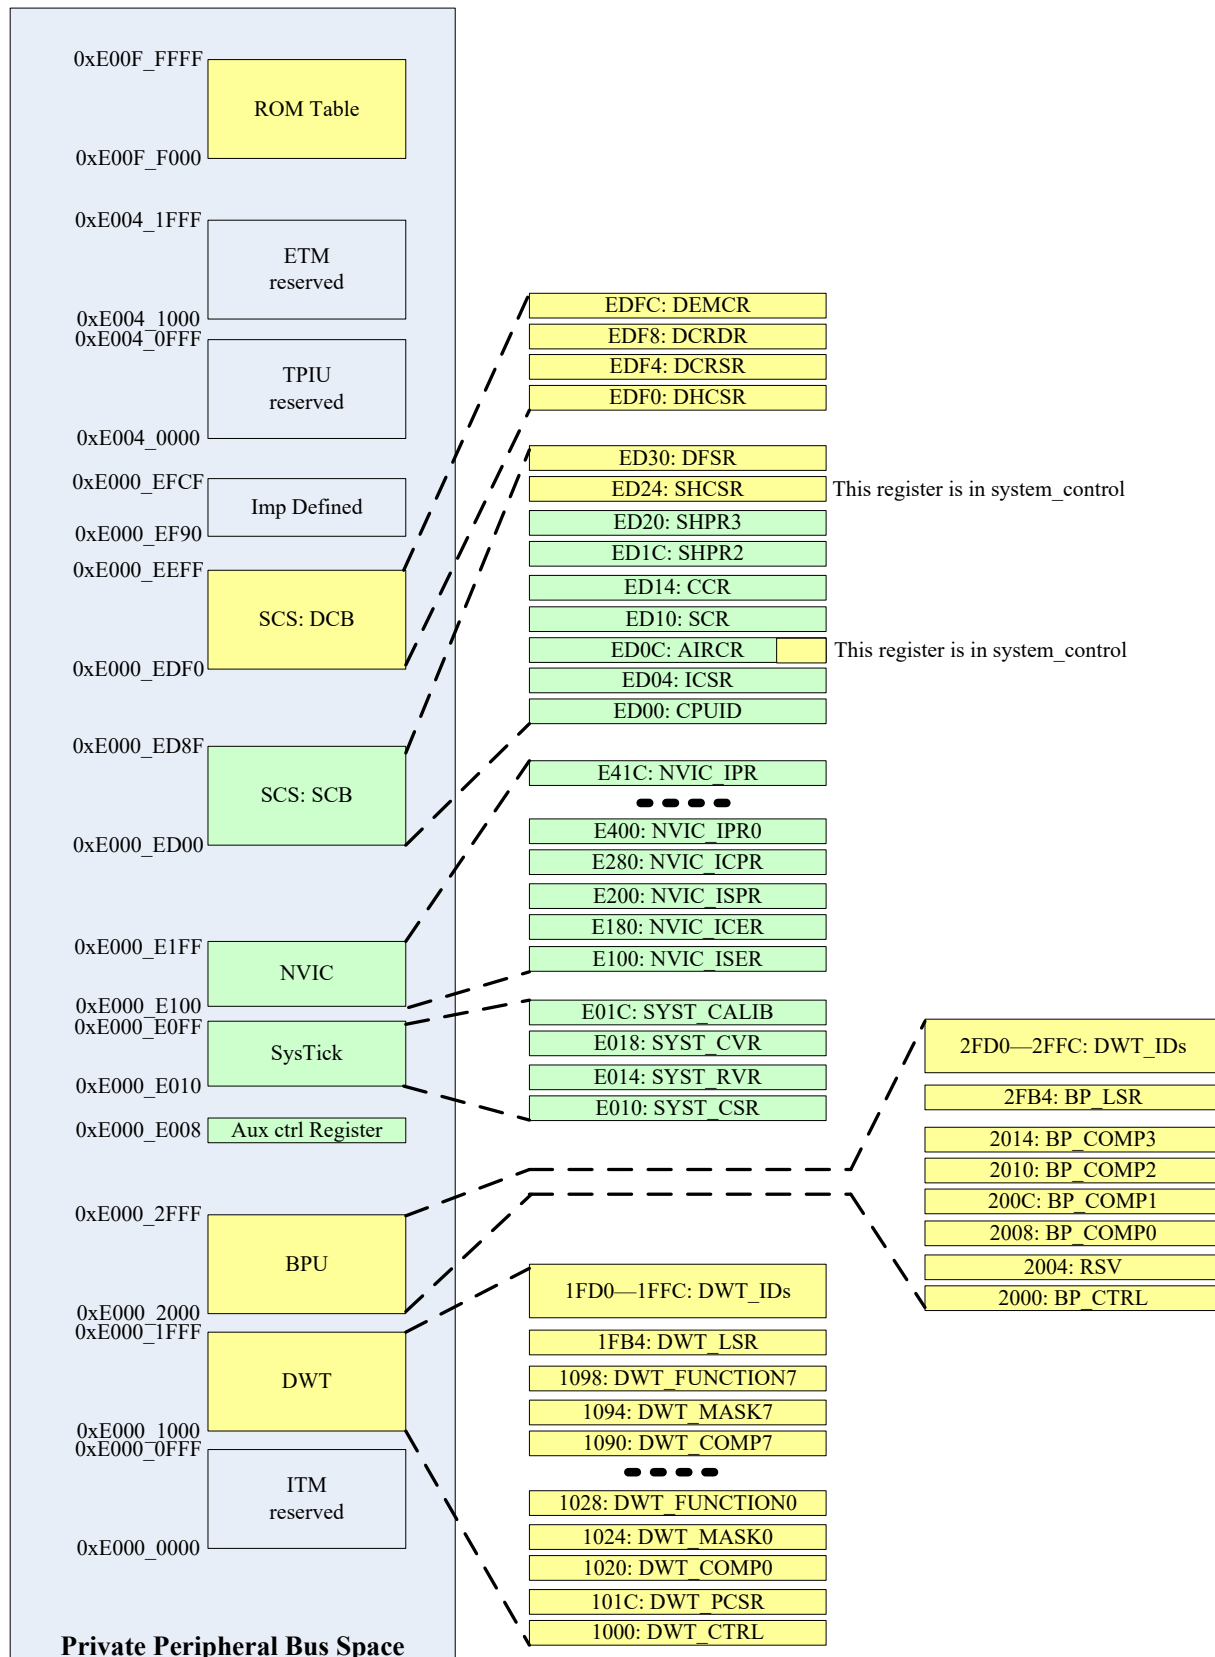 0xE00F_FFFF
ROM Table
0xE00F_F000
0xE004_1FFF
ETM
reserved
0xE004_1000
0xE004_0FFF
TPIU
reserved
0xE004_0000
0xE000_EFCF
Imp Defined
0xE000_EF90
0xE000_EEFF
SCS: DCB
0xE000_EDF0
0xE000_ED8F
SCS: SCB
0xE000_ED00
0xE000_E1FF
NVIC
0xE000_E100
0xE000_E0FF
SysTick
0xE000_E010
0xE000_E008
Aux ctrl Register
0xE000_2FFF
BPU
0xE000_2000
0xE000_1FFF
DWT
0xE000_1000
0xE000_0FFF
ITM
reserved
0xE000_0000
Private Peripheral Bus Space
EDFC: DEMCR
EDF8: DCRDR
EDF4: DCRSR
EDF0: DHCSR
ED30: DFSR
ED24: SHCSR
This register is in system_control
ED20: SHPR3
ED1C: SHPR2
ED14: CCR
ED10: SCR
ED0C: AIRCR
This register is in system_control
ED04: ICSR
ED00: CPUID
E41C: NVIC_IPR
E400: NVIC_IPR0
E280: NVIC_ICPR
E200: NVIC_ISPR
E180: NVIC_ICER
E100: NVIC_ISER
E01C: SYST_CALIB
E018: SYST_CVR
E014: SYST_RVR
E010: SYST_CSR
1FD0—1FFC: DWT_IDs
1FB4: DWT_LSR
1098: DWT_FUNCTION7
1094: DWT_MASK7
1090: DWT_COMP7
1028: DWT_FUNCTION0
1024: DWT_MASK0
1020: DWT_COMP0
101C: DWT_PCSR
1000: DWT_CTRL
2FD0—2FFC: DWT_IDs
2FB4: BP_LSR
2014: BP_COMP3
2010: BP_COMP2
200C: BP_COMP1
2008: BP_COMP0
2004: RSV
2000: BP_CTRL